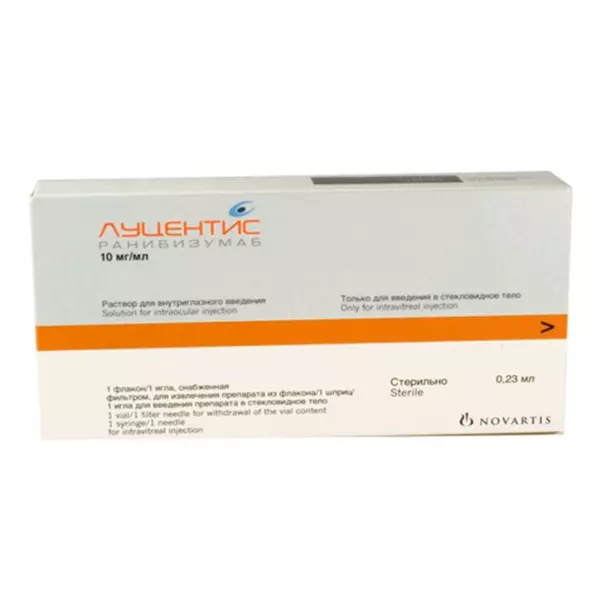 ЛУЦЕНТИС
РАНИБИЗУМАБ
10 мг/мл
Раствор для внутриглазного введения
Solution for intraocular injection
Только для введения в стекловидное тело
Only for intravitreal injection
>
1 флакон/1 игла, снабженная
фильтром, для извлечения препарата из флакона/1 шприц/
1 игла для введения препарата в стекловидное тело
1 vial/1 filter needle for withdrawal of the vial content
1 syringe/1 needle
for intravitreal injection
Стерильно
Sterile
0,23 мл
NOVARTIS